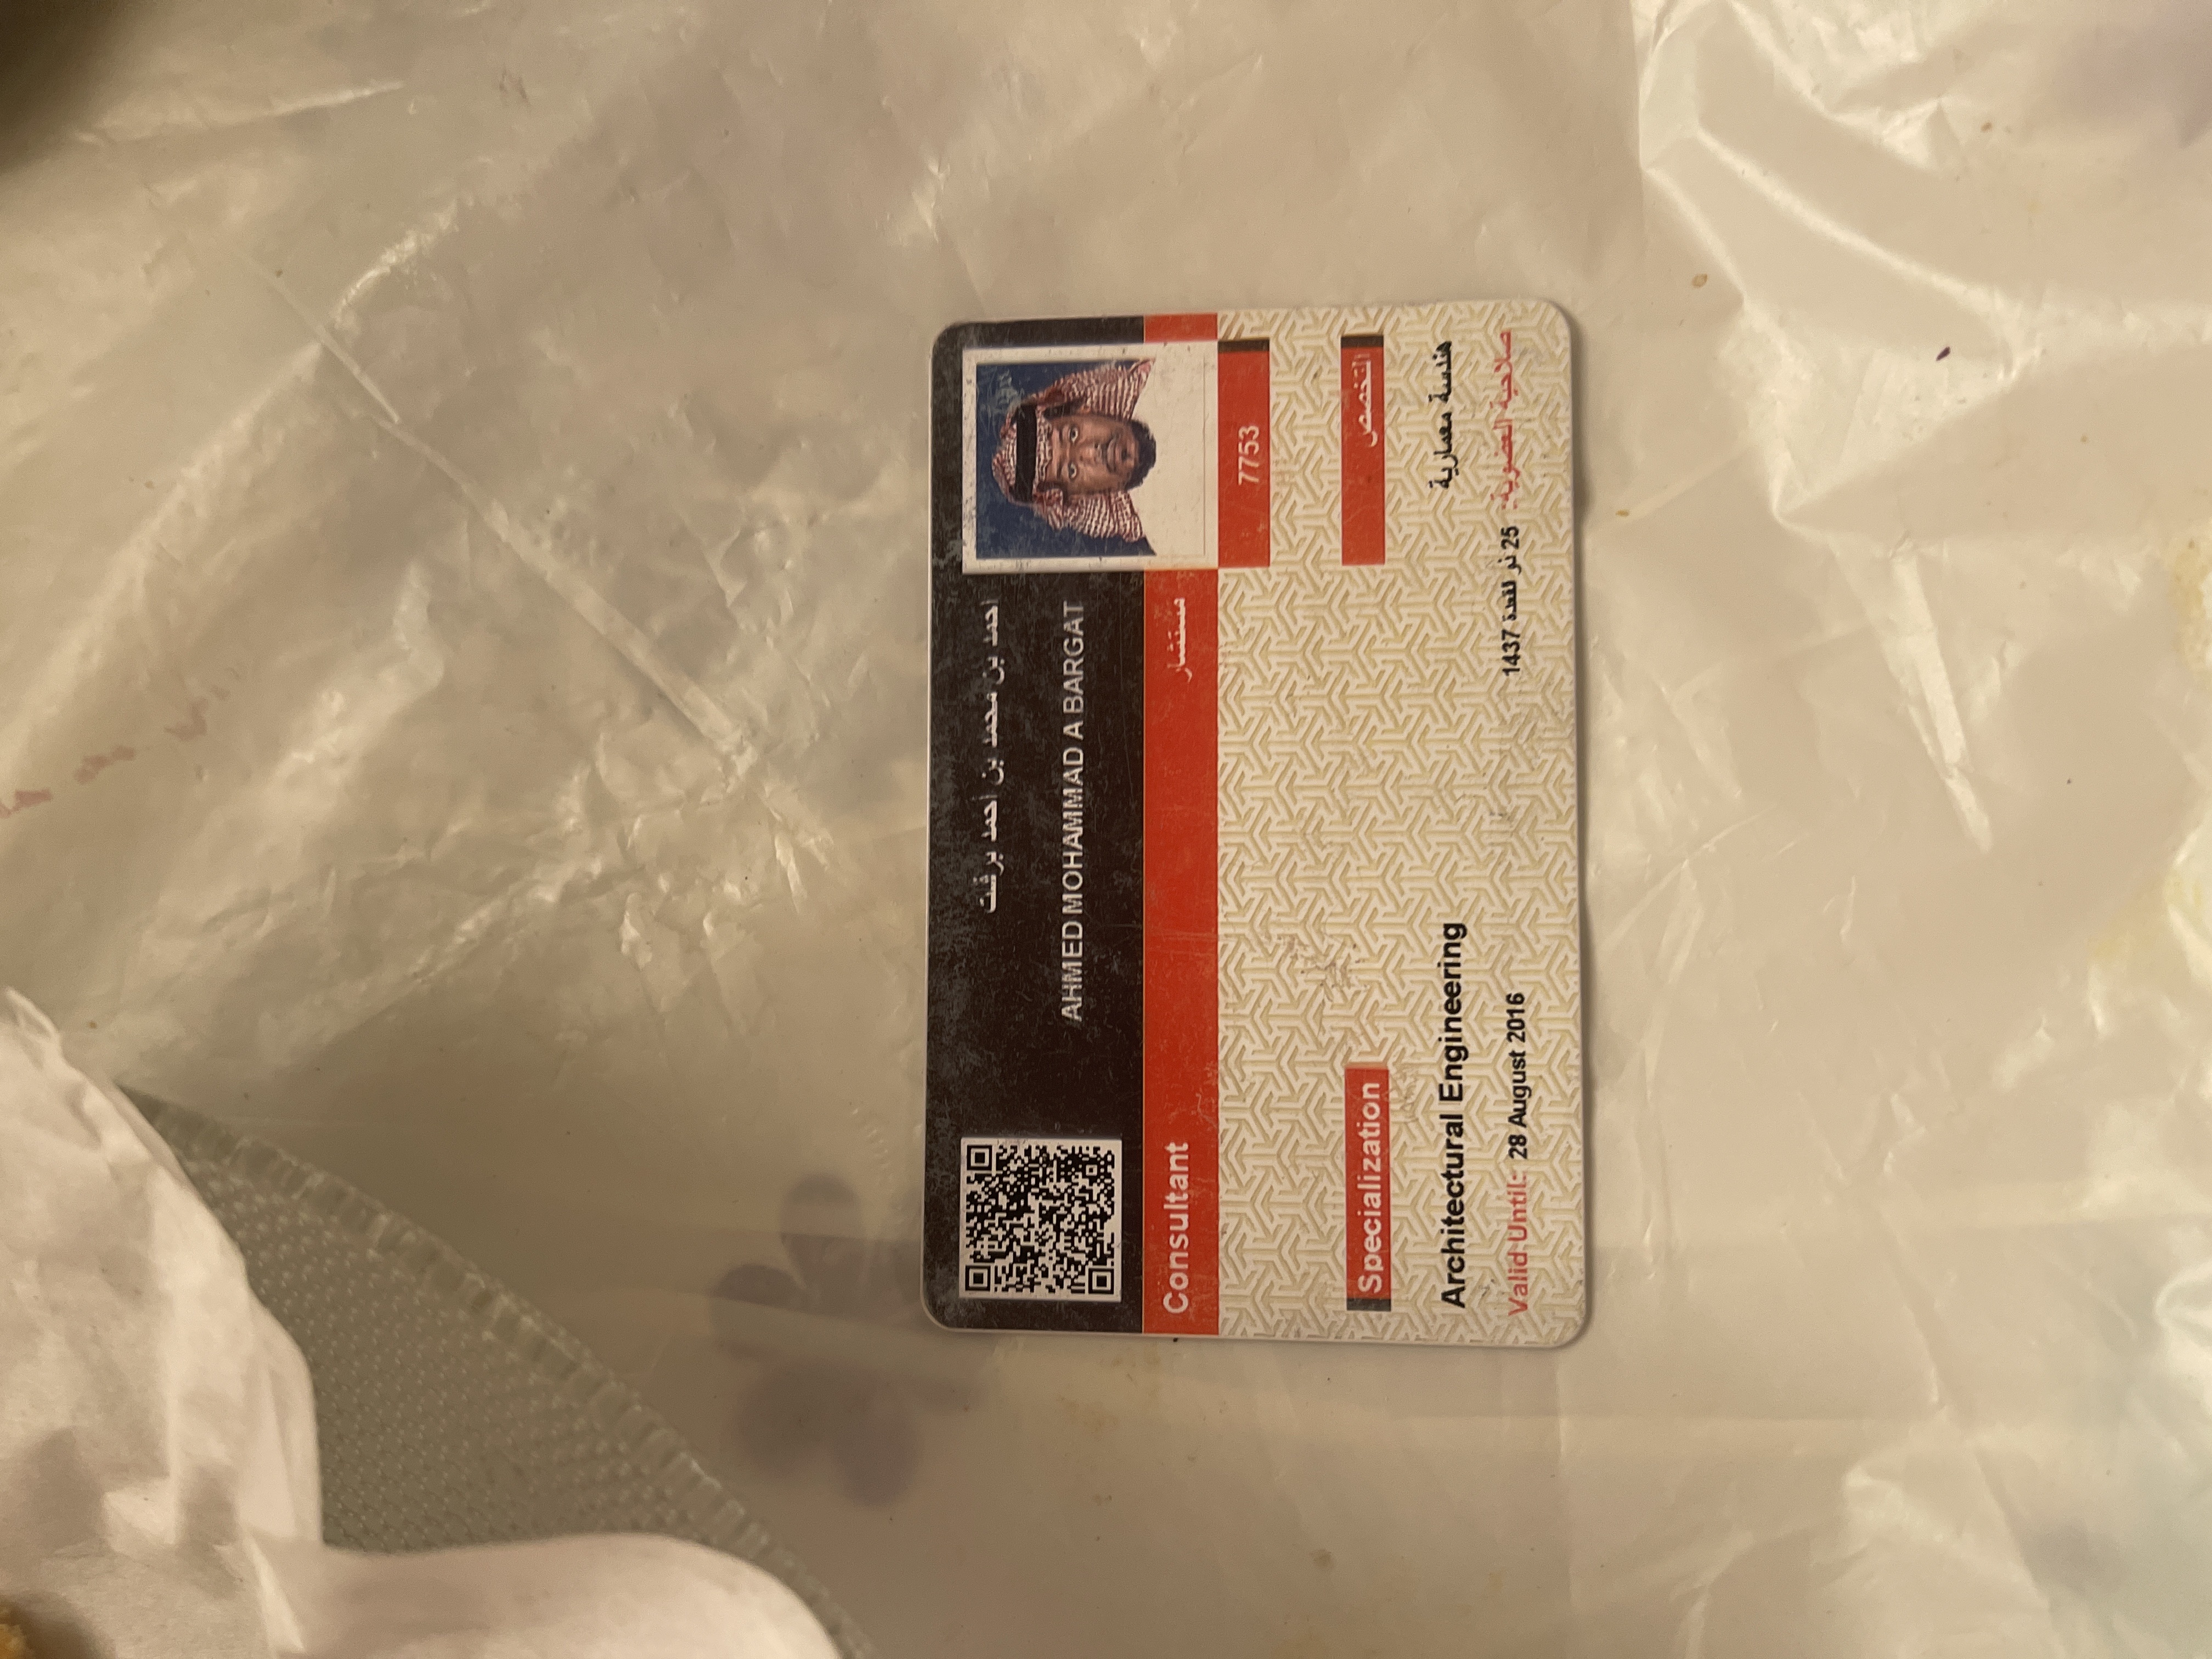 احمد بن محمد بن أحمد برقت
AHMED MOHAMMAD A BARGAT
Consultant
مستشار
7753
Specialization
التخصص
Architectural Engineering
هندسة معمارية
Valid Until: 28 August 2016
صلاحية العضوية: 25 ذو لقعدة 1437